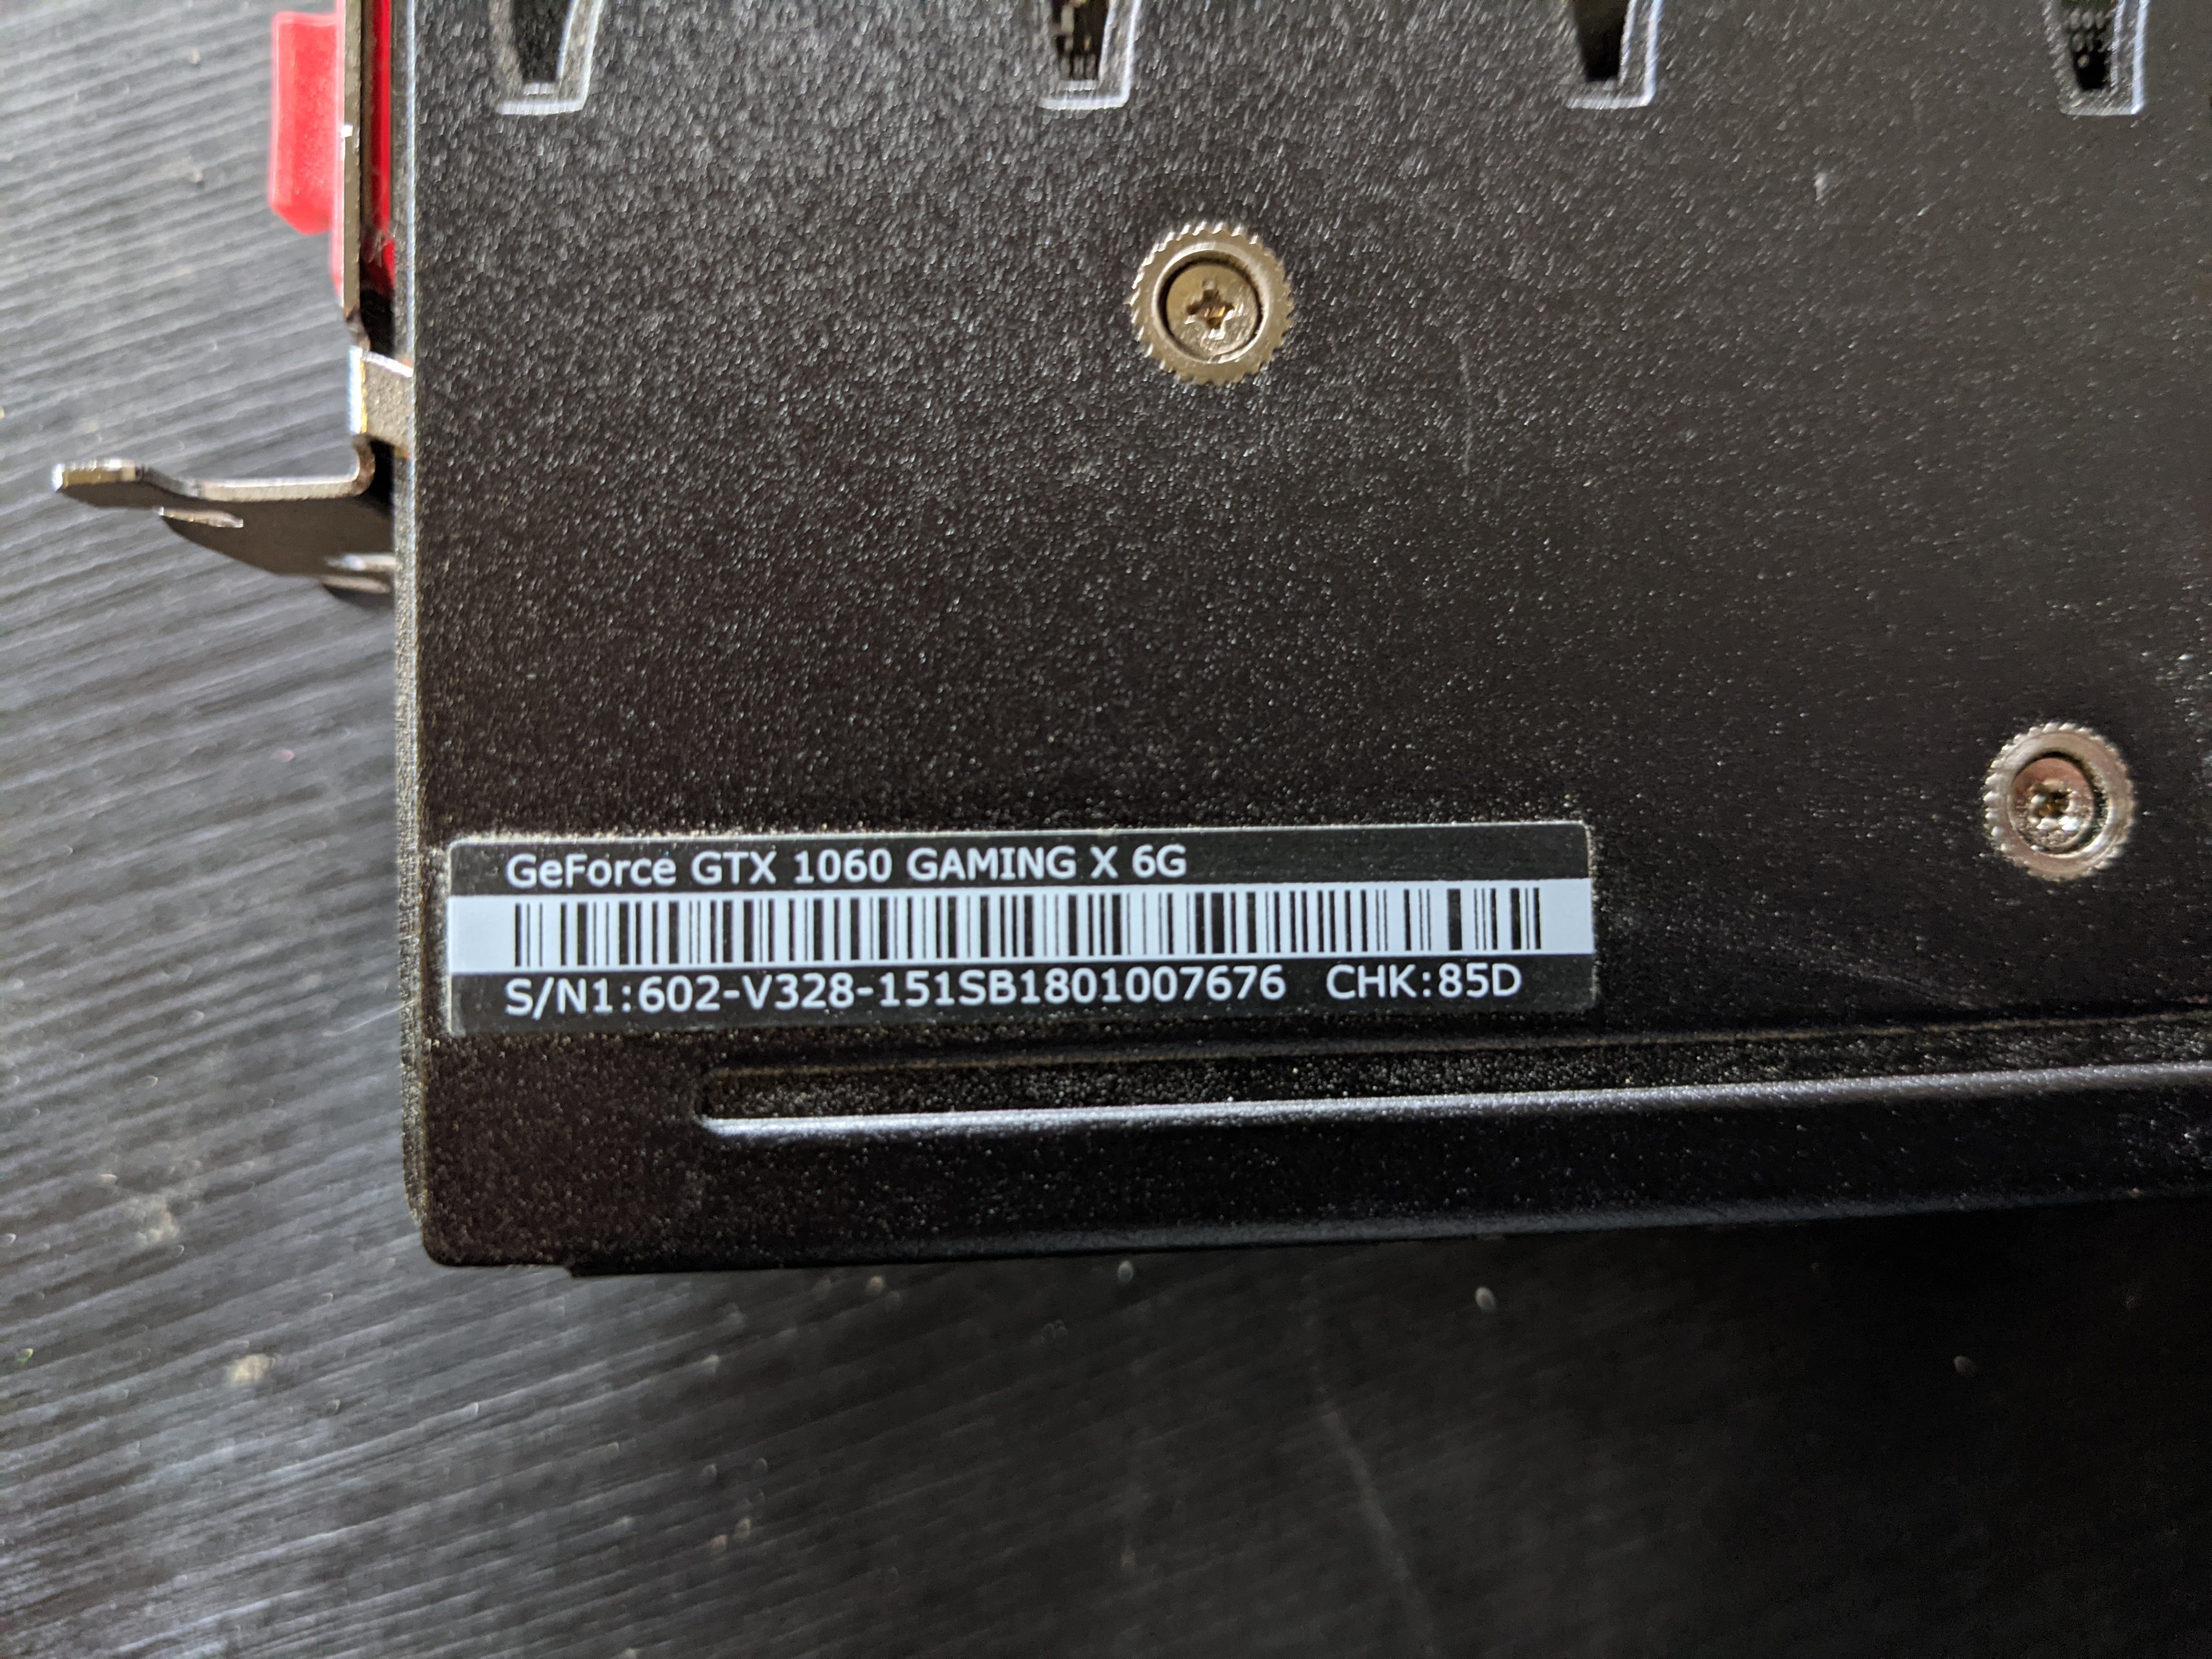 GeForce GTX 1060 GAMING X 6G
S/N1:602-V328-151SB1801007676 CHK:85D